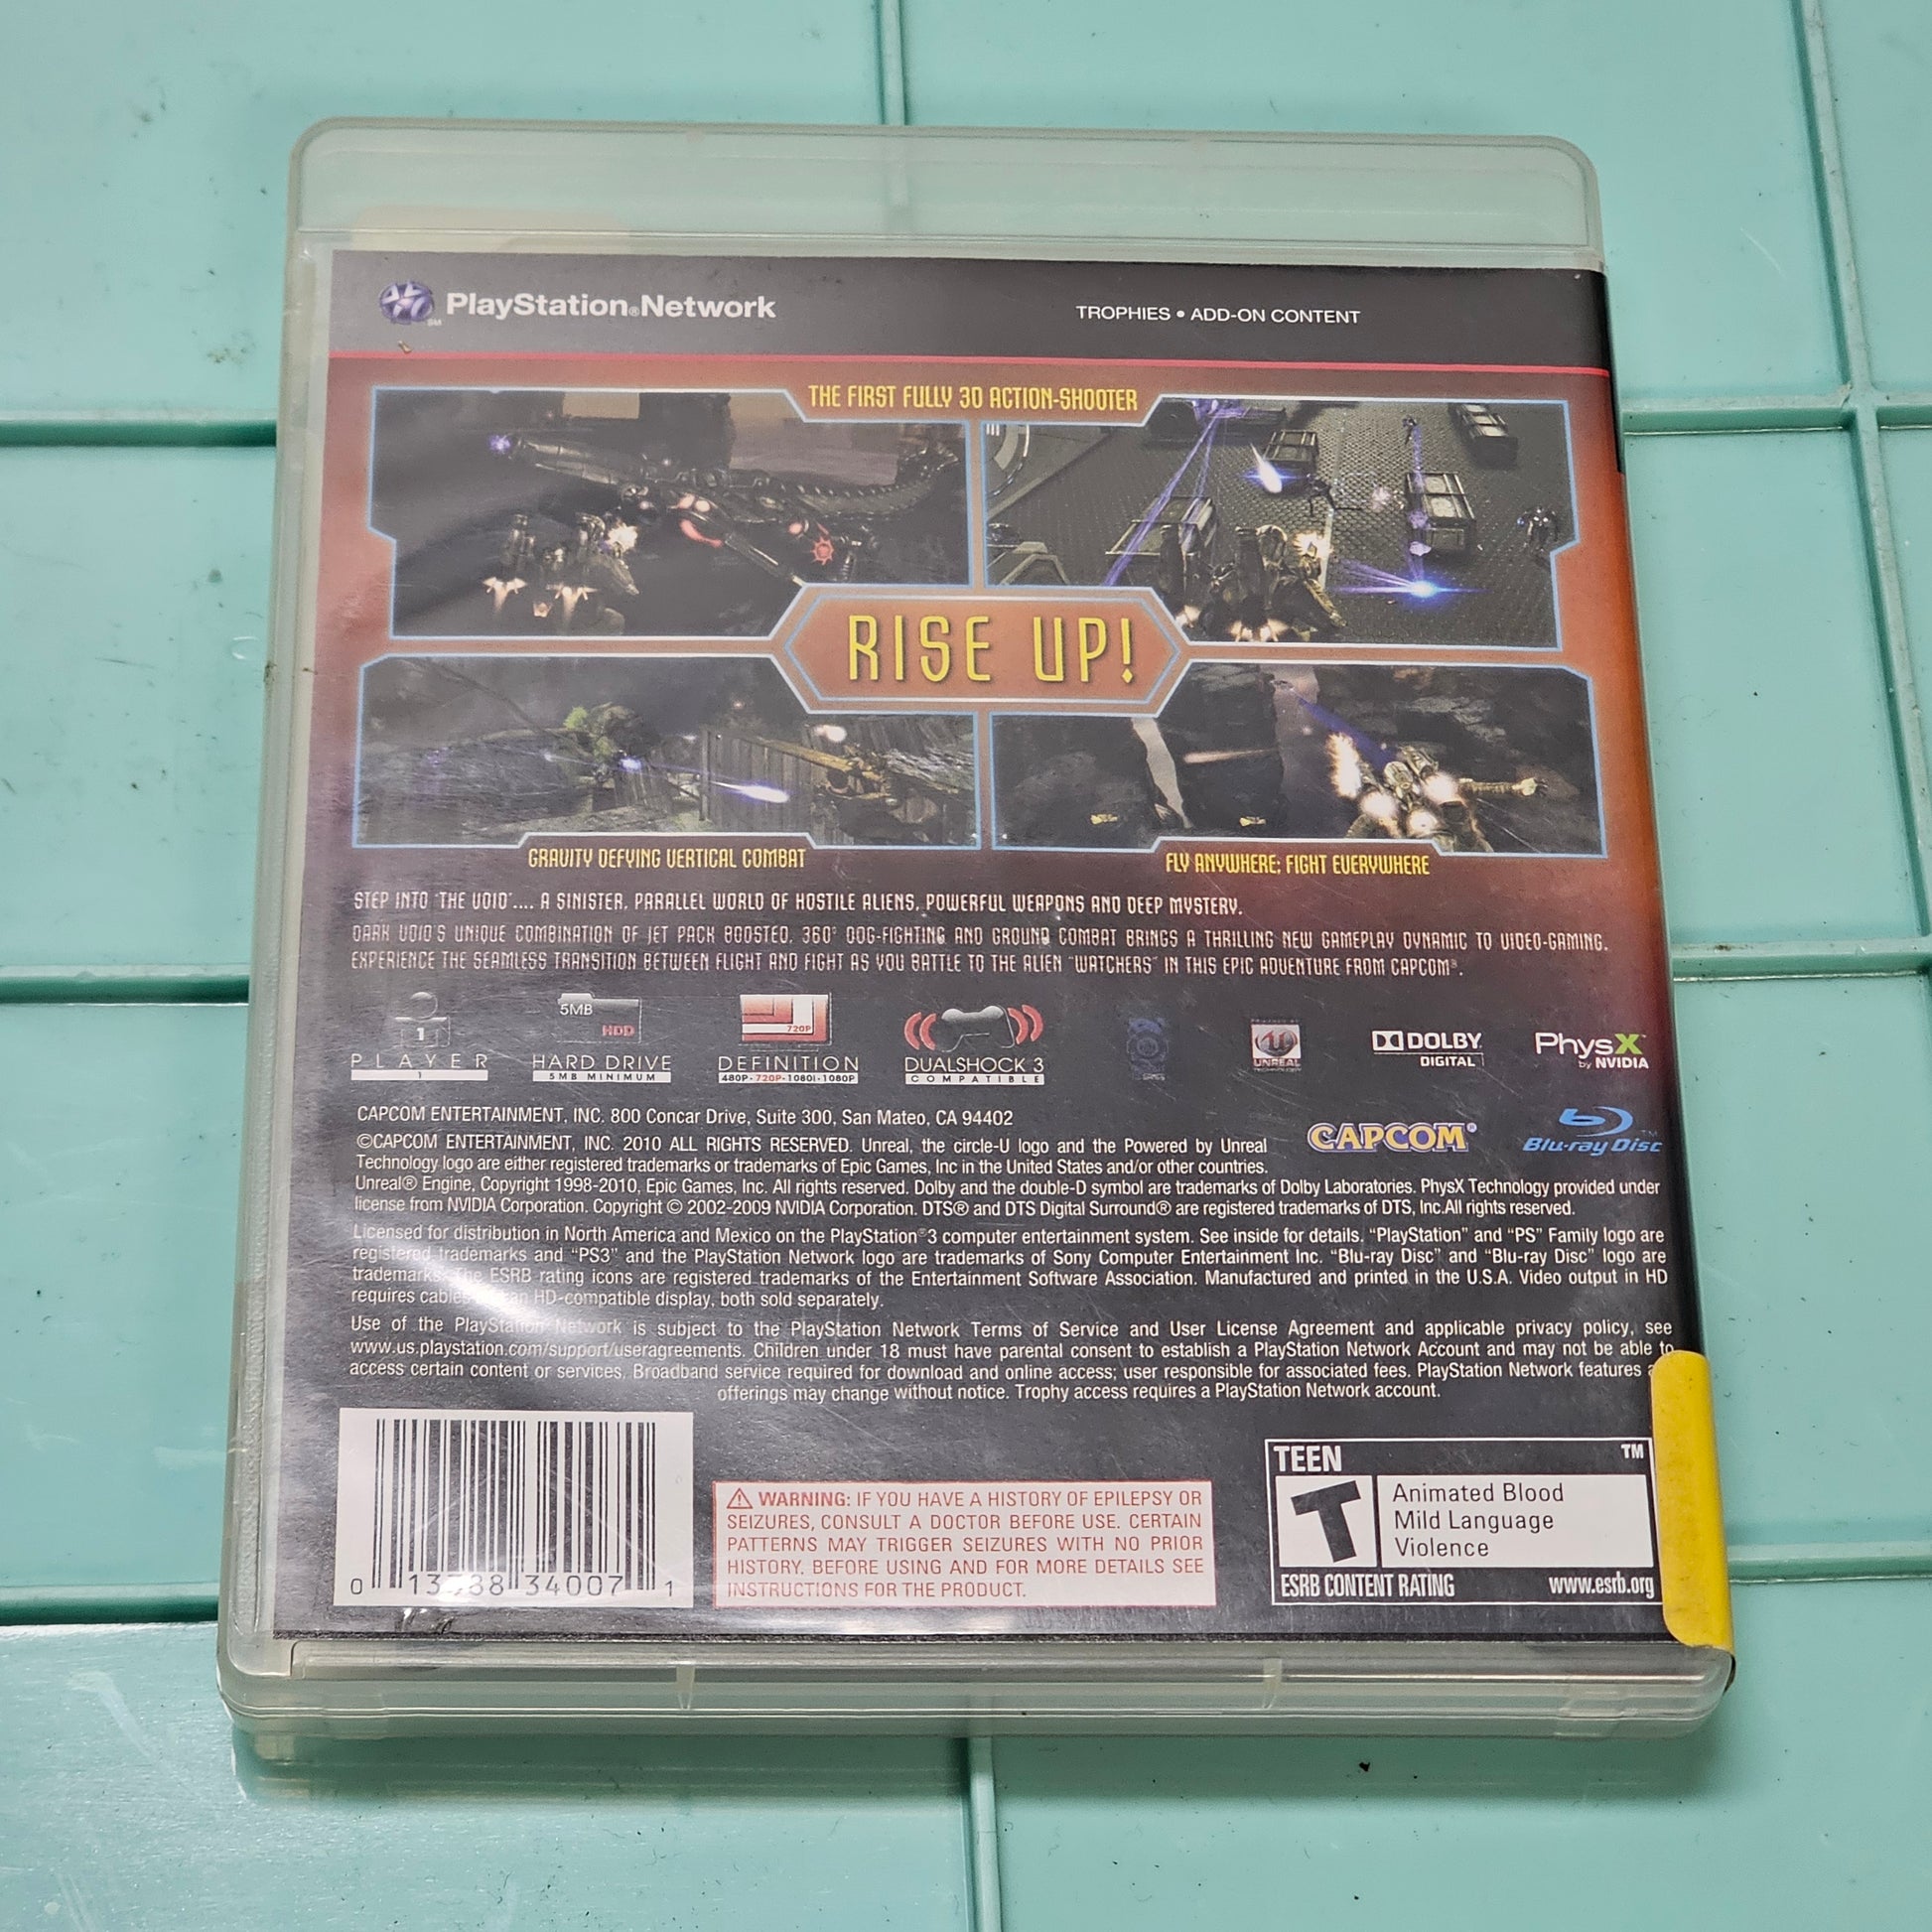 PlayStation®Network
SM
TROPHIES • ADD-ON CONTENT
THE FIRST FULLY 3D ACTION-SHOOTER
RISE UP!
GRAVITY DEFYING VERTICAL COMBAT
FLY ANYWHERE; FIGHT EVERYWHERE
STEP INTO "THE VOID".... A SINISTER, PARALLEL WORLD OF HOSTILE ALIENS, POWERFUL WEAPONS AND DEEP MYSTERY.
DARK VOID'S UNIQUE COMBINATION OF JET PACK BOOSTED, 360° DOG-FIGHTING AND GROUND COMBAT BRINGS A THRILLING NEW GAMEPLAY DYNAMIC TO VIDEO-GAMING.
EXPERIENCE THE SEAMLESS TRANSITION BETWEEN FLIGHT AND FIGHT AS YOU BATTLE TO THE ALIEN "WATCHERS" IN THIS EPIC ADVENTURE FROM CAPCOM®.
1
PLAYER
1
5MB
HDD
HARD DRIVE
5MB MINIMUM
720P
DEFINITION
480P·720P·1080i·1080P
DUALSHOCK 3
COMPATIBLE
POWERED BY
UNREAL
TECHNOLOGY
DOLBY
DIGITAL
PhysX™
by NVIDIA
CAPCOM ENTERTAINMENT, INC. 800 Concar Drive, Suite 300, San Mateo, CA 94402
©CAPCOM ENTERTAINMENT, INC. 2010 ALL RIGHTS RESERVED. Unreal, the circle-U logo and the Powered by Unreal
Technology logo are either registered trademarks or trademarks of Epic Games, Inc in the United States and/or other countries.
CAPCOM®
Blu-ray Disc™
Unreal® Engine, Copyright 1998-2010, Epic Games, Inc. All rights reserved. Dolby and the double-D symbol are trademarks of Dolby Laboratories. PhysX Technology provided under
license from NVIDIA Corporation. Copyright © 2002-2009 NVIDIA Corporation. DTS® and DTS Digital Surround® are registered trademarks of DTS, Inc.All rights reserved.
Licensed for distribution in North America and Mexico on the PlayStation®3 computer entertainment system. See inside for details. "PlayStation" and "PS" Family logo are
registered trademarks and "PS3" and the PlayStation Network logo are trademarks of Sony Computer Entertainment Inc. "Blu-ray Disc" and "Blu-ray Disc" logo are
trademarks. The ESRB rating icons are registered trademarks of the Entertainment Software Association. Manufactured and printed in the U.S.A. Video output in HD
requires cables an HD-compatible display, both sold separately.
Use of the PlayStation Network is subject to the PlayStation Network Terms of Service and User License Agreement and applicable privacy policy, see
www.us.playstation.com/support/useragreements. Children under 18 must have parental consent to establish a PlayStation Network Account and may not be able to
access certain content or services. Broadband service required for download and online access; user responsible for associated fees. PlayStation Network features
offerings may change without notice. Trophy access requires a PlayStation Network account.
0 34007 1
WARNING: IF YOU HAVE A HISTORY OF EPILEPSY OR
SEIZURES, CONSULT A DOCTOR BEFORE USE. CERTAIN
PATTERNS MAY TRIGGER SEIZURES WITH NO PRIOR
HISTORY. BEFORE USING AND FOR MORE DETAILS SEE
INSTRUCTIONS FOR THE PRODUCT.
TEEN ™
T
Animated Blood
Mild Language
Violence
ESRB CONTENT RATING www.esrb.org